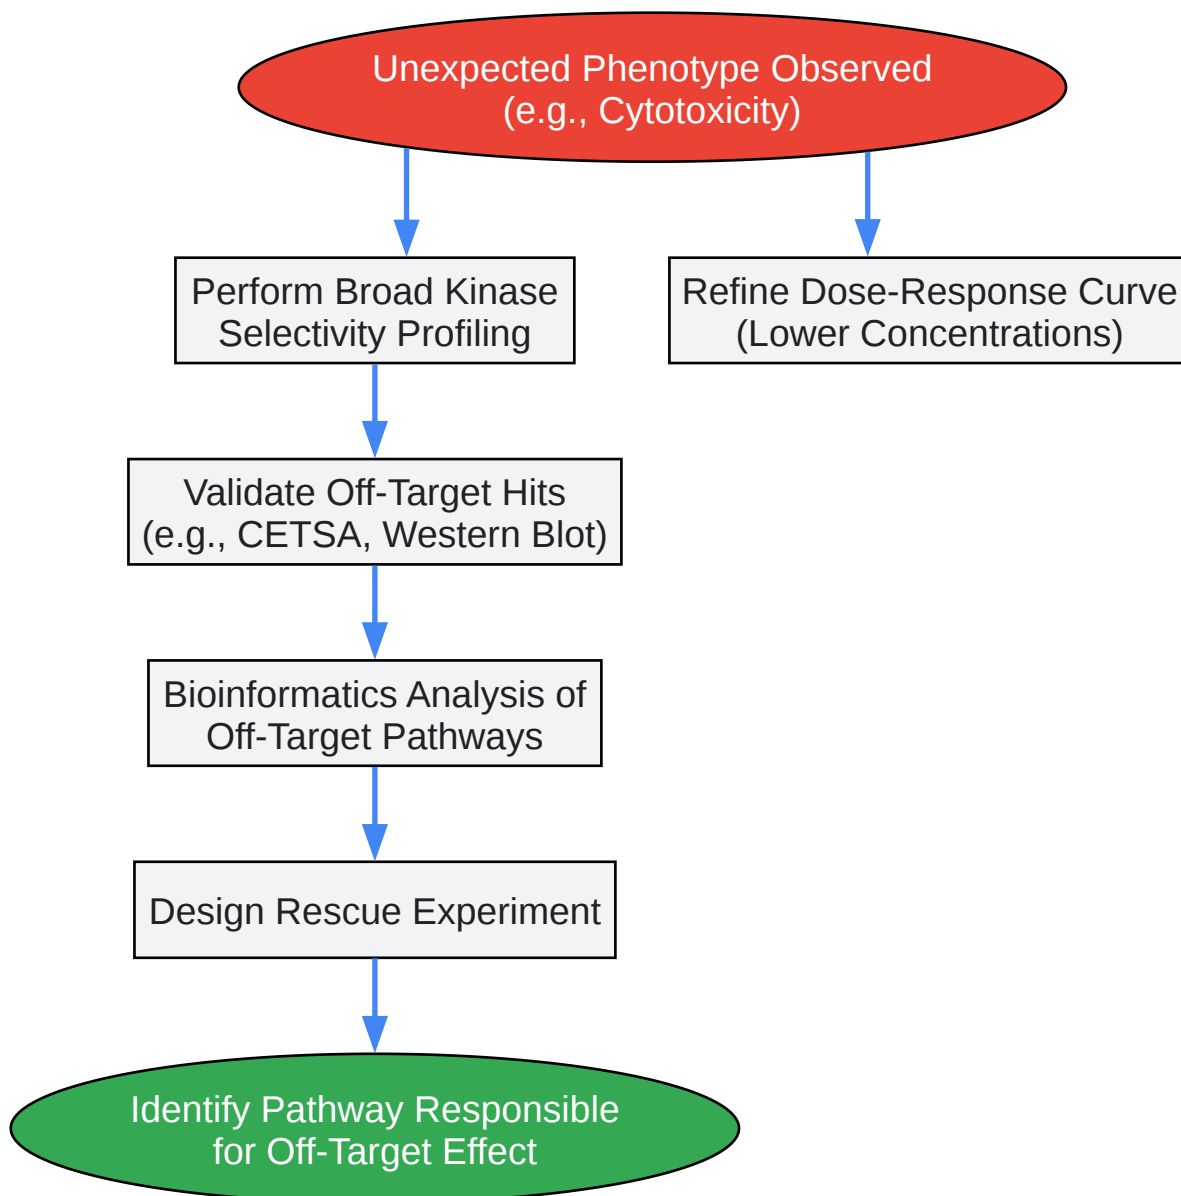 Unexpected Phenotype Observed
(e.g., Cytotoxicity)
Perform Broad Kinase
Selectivity Profiling
Refine Dose-Response Curve
(Lower Concentrations)
Validate Off-Target Hits
(e.g., CETSA, Western Blot)
Bioinformatics Analysis of
Off-Target Pathways
Design Rescue Experiment
Identify Pathway Responsible
for Off-Target Effect